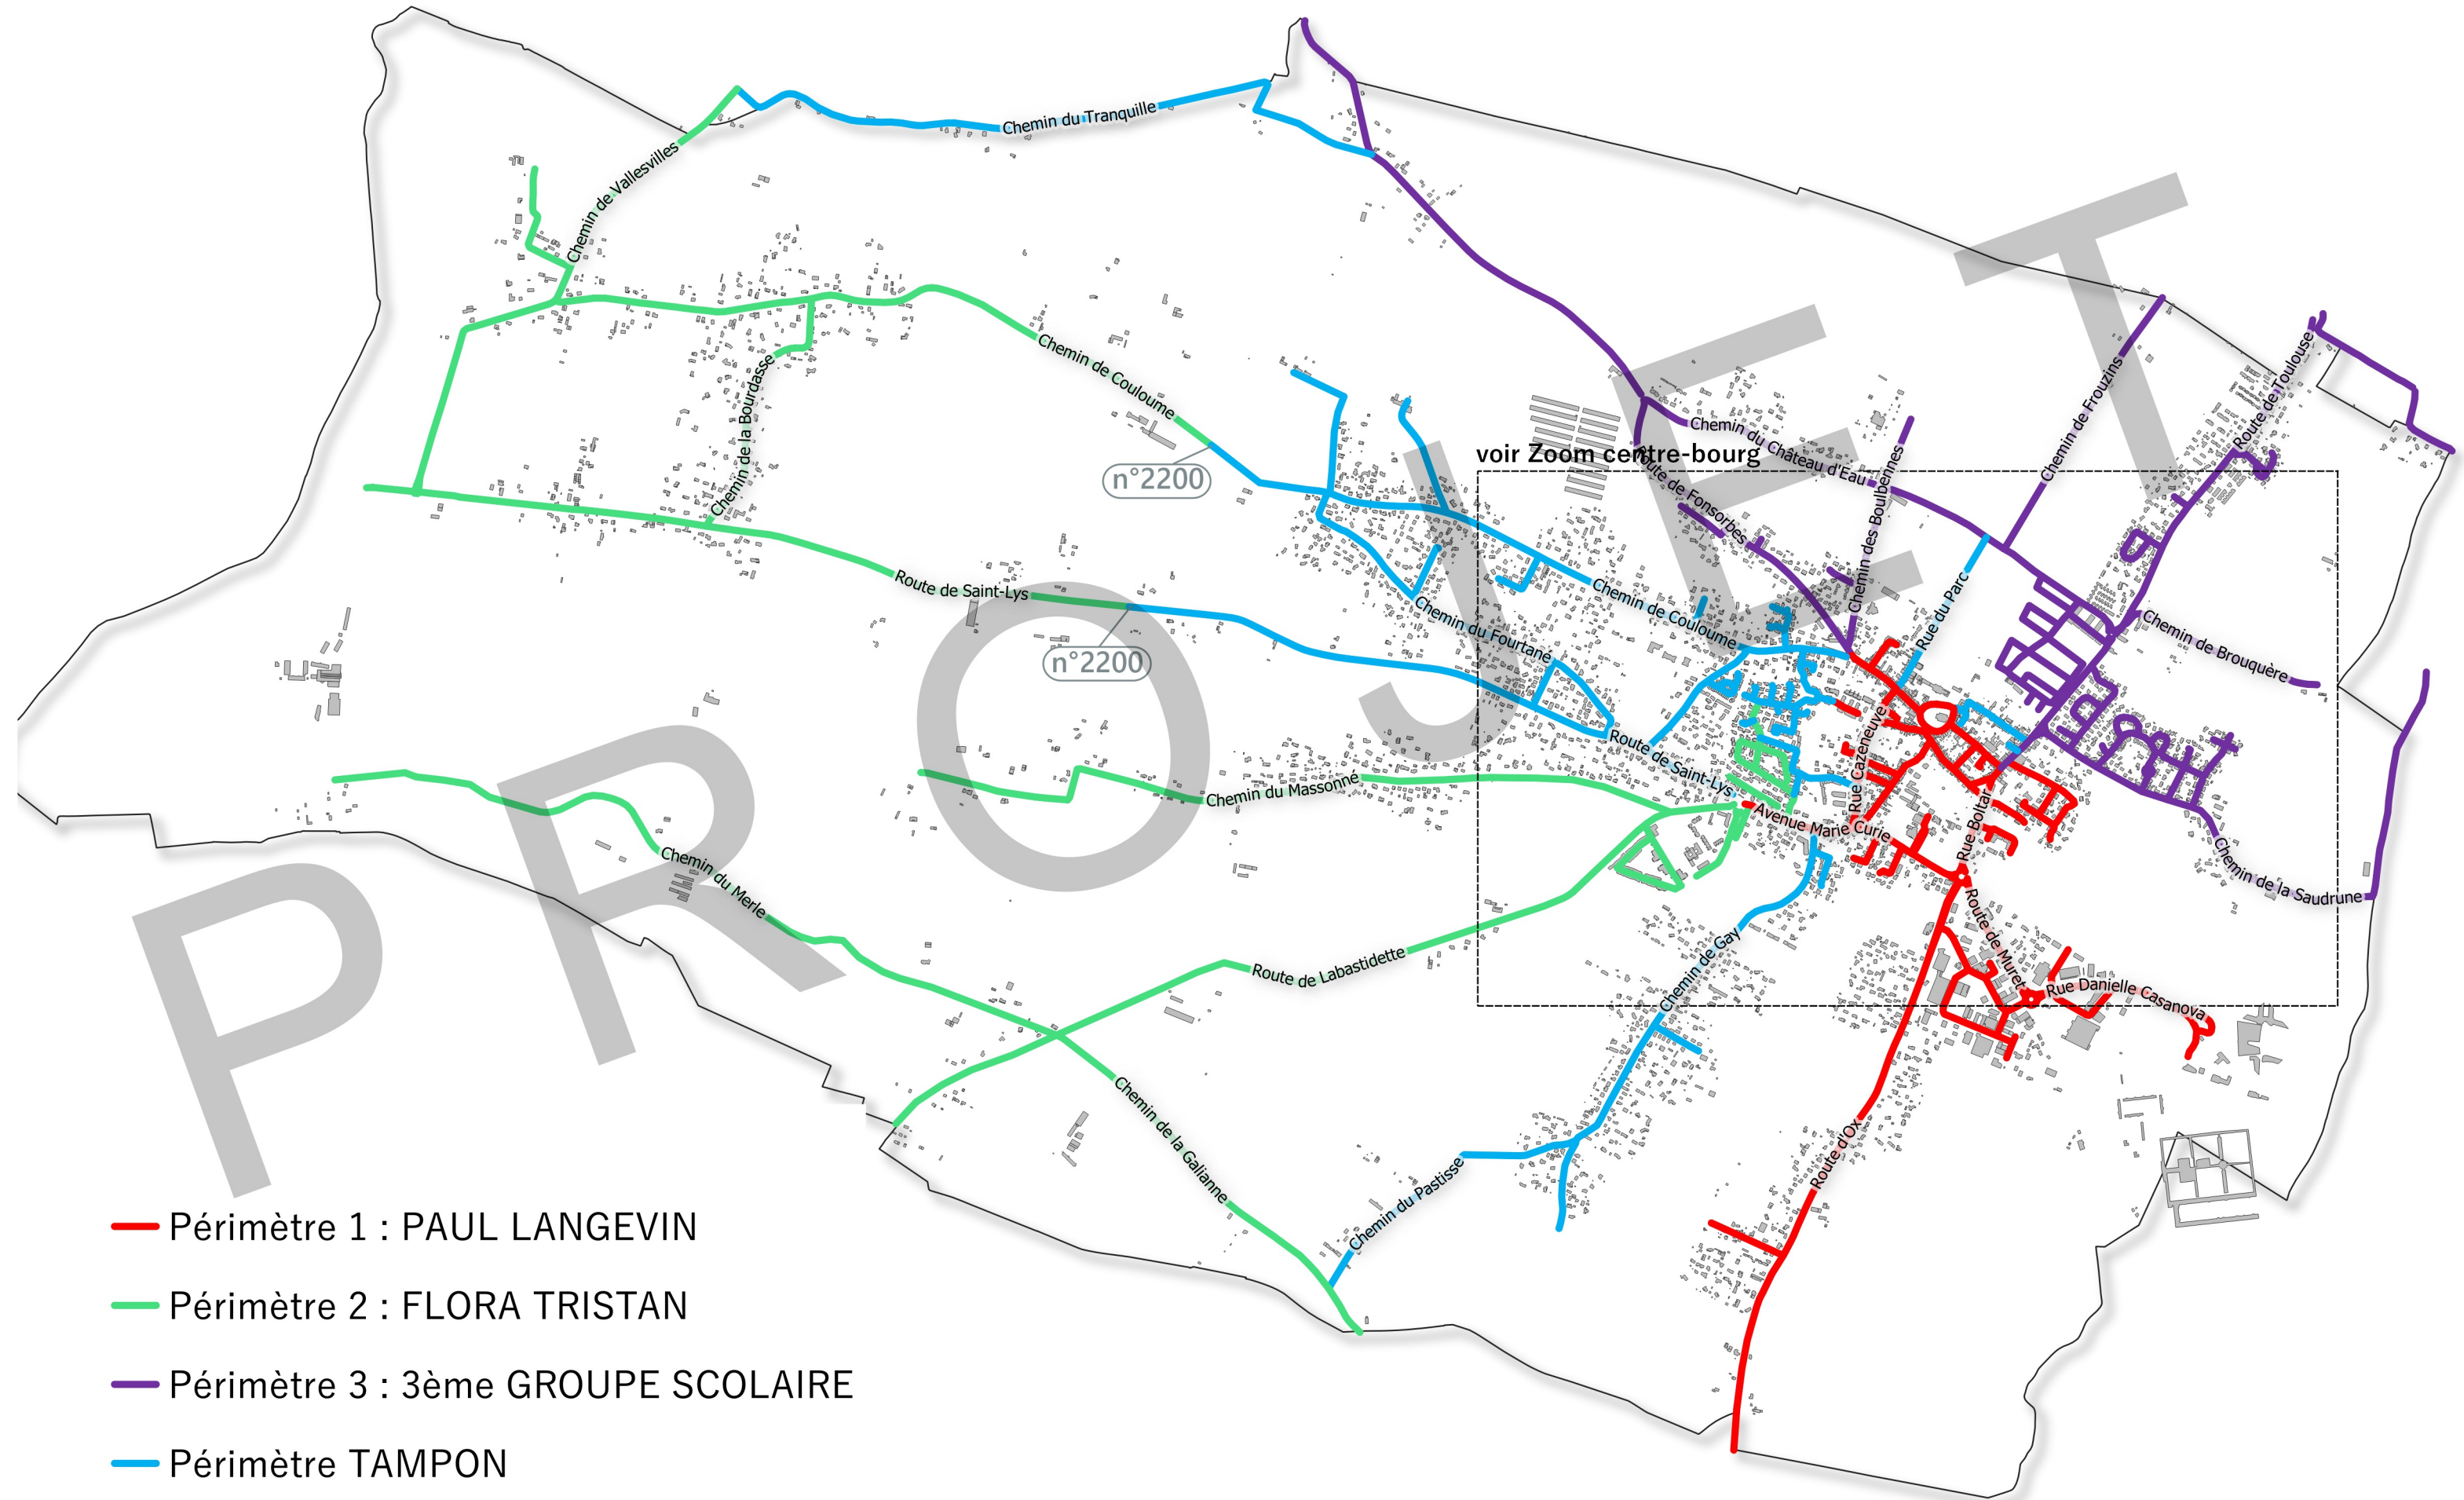 Chemin du Tranquille
Chemin de Vallesvilles
Chemin de Couloume
Chemin de la Bourdasse
n°2200
Route de Saint-Lys
n°2200
voir Zoom centre-bourg
Chemin du Château d'Eau
Route de Fonsorbes
Chemin des Boulbennes
Chemin de Frouzins
Route de Toulouse
Chemin de Couloume
Chemin du Fourtané
Rue du Parc
Chemin de Brouquère
Route de Saint-Lys
Rue Cazeneuve
Chemin du Massonné
Avenue Marie Curie
Rue Boltar
Chemin de la Saudrune
Chemin du Merle
Route de Labastidette
Chemin de Gay
Route de Muret
Rue Danielle Casanova
Chemin de la Galianne
Chemin du Pastisse
Route d'Ox
PROJET
Périmètre 1 : PAUL LANGEVIN
Périmètre 2 : FLORA TRISTAN
Périmètre 3 : 3ème GROUPE SCOLAIRE
Périmètre TAMPON